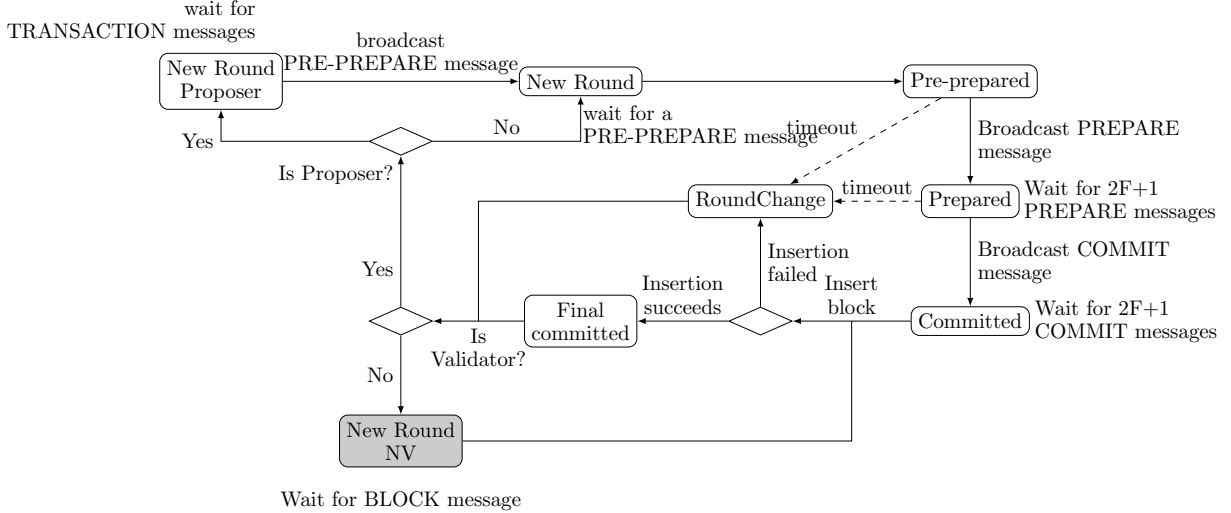 wait for
TRANSACTION messages
broadcast
PRE-PREPARE message
New Round
Proposer
New Round
Pre-prepared
wait for a
PRE-PREPARE message
timeout
Yes
No
Is Proposer?
Broadcast PREPARE
message
RoundChange
timeout
Prepared
Wait for 2F+1
PREPARE messages
Broadcast COMMIT
message
Insertion
failed
Yes
Insertion
succeeds
Insert
block
Final
committed
Committed
Wait for 2F+1
COMMIT messages
Is
Validator?
No
New Round
NV
Wait for BLOCK message